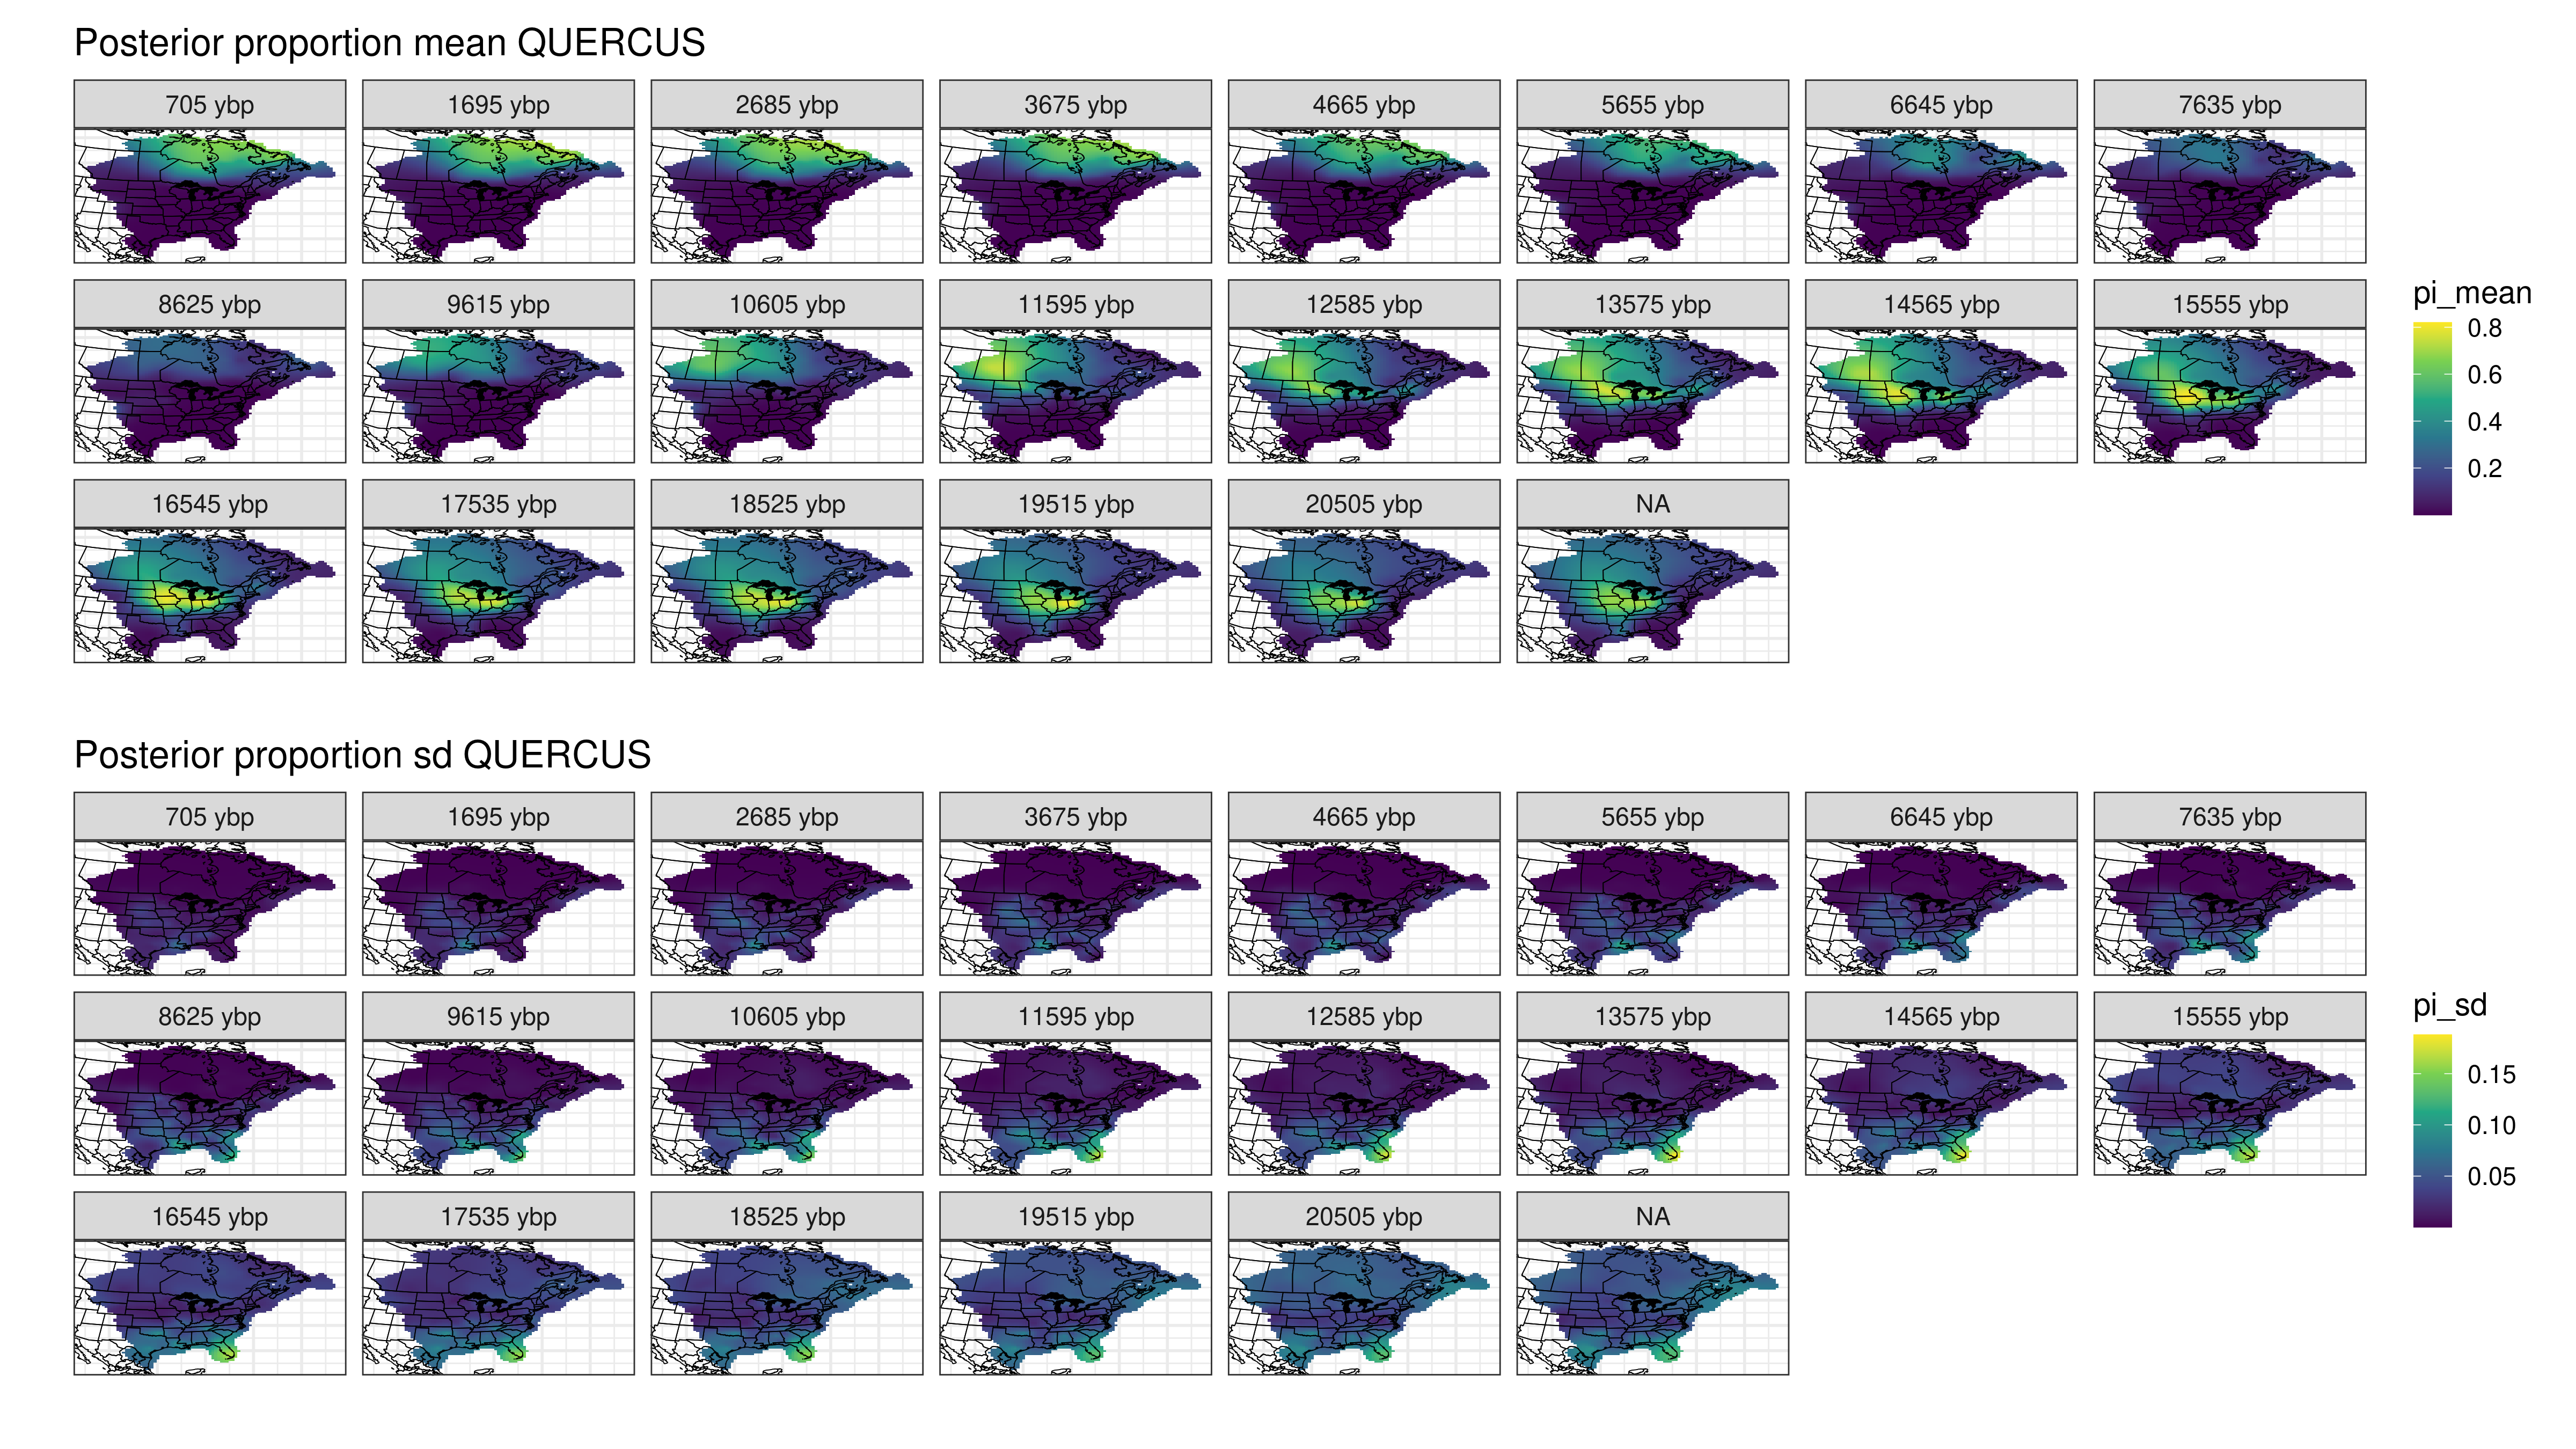 Posterior proportion mean QUERCUS
705 ybp 1695 ybp 2685 ybp 3675 ybp 4665 ybp 5655 ybp 6645 ybp 7635 ybp
8625 ybp 9615 ybp 10605 ybp 11595 ybp 12585 ybp 13575 ybp 14565 ybp 15555 ybp
16545 ybp 17535 ybp 18525 ybp 19515 ybp 20505 ybp NA
pi_mean
0.8
0.6
0.4
0.2
Posterior proportion sd QUERCUS
705 ybp 1695 ybp 2685 ybp 3675 ybp 4665 ybp 5655 ybp 6645 ybp 7635 ybp
8625 ybp 9615 ybp 10605 ybp 11595 ybp 12585 ybp 13575 ybp 14565 ybp 15555 ybp
16545 ybp 17535 ybp 18525 ybp 19515 ybp 20505 ybp NA
pi_sd
0.15
0.10
0.05